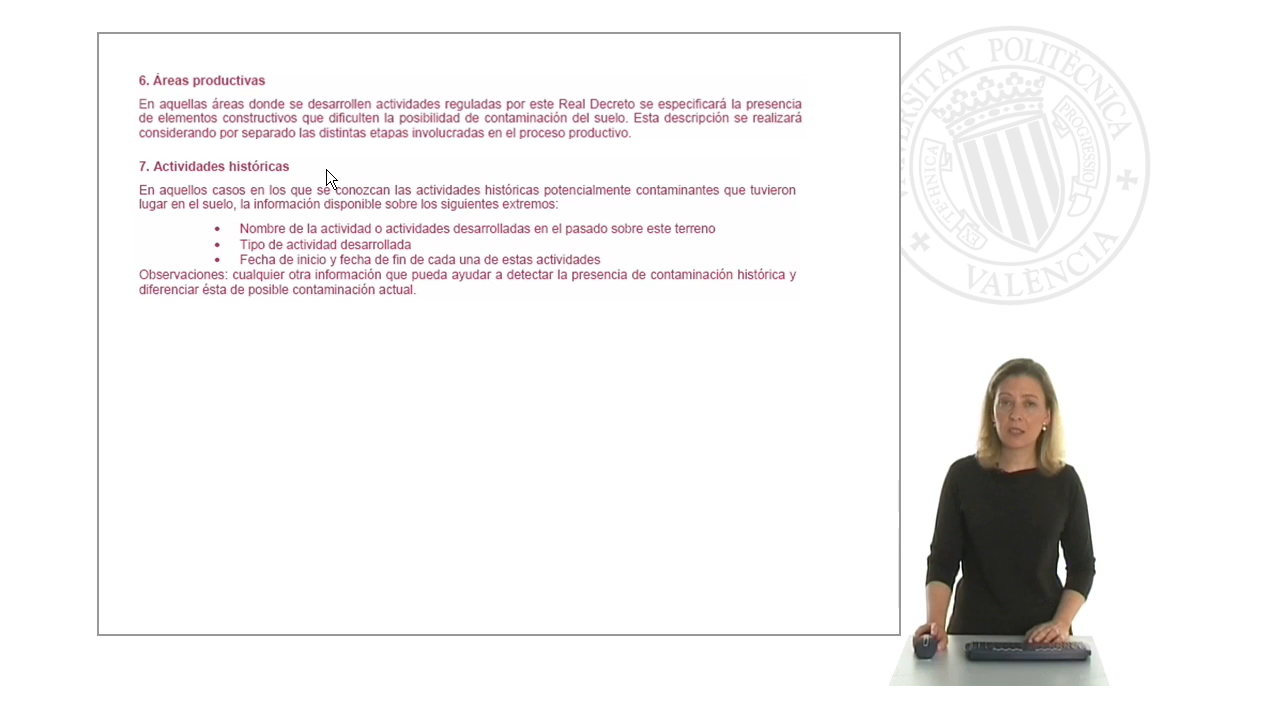 6. Áreas productivas
En aquellas áreas donde se desarrollen actividades reguladas por este Real Decreto se especificará la presencia
de elementos constructivos que dificulten la posibilidad de contaminación del suelo. Esta descripción se realizará
considerando por separado las distintas etapas involucradas en el proceso productivo.
7. Actividades históricas
En aquellos casos en los que se conozcan las actividades históricas potencialmente contaminantes que tuvieron
lugar en el suelo, la información disponible sobre los siguientes extremos:
• Nombre de la actividad o actividades desarrolladas en el pasado sobre este terreno
• Tipo de actividad desarrollada
• Fecha de inicio y fecha de fin de cada una de estas actividades
Observaciones: cualquier otra información que pueda ayudar a detectar la presencia de contaminación histórica y
diferenciar ésta de posible contaminación actual.
POLITÈCNICA
VALÈNCIA
TECHNICA
EX
PROGRESSIO